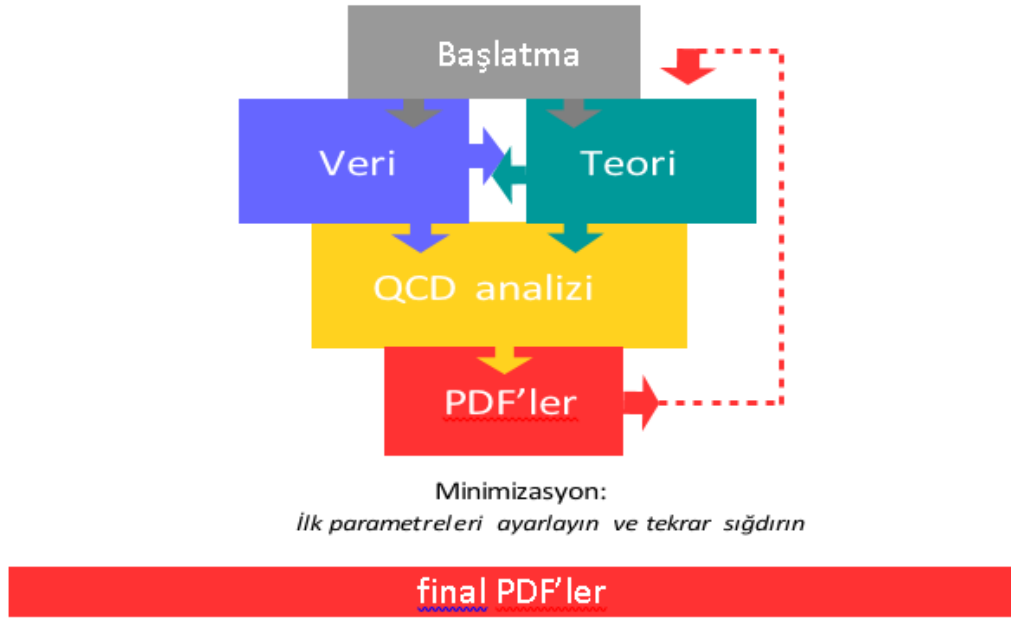 Başlatma
Veri
Teori
QCD analizi
PDF'ler
Minimizasyon:
İlk parametreleri ayarlayın ve tekrar sığdırın
final PDF'ler